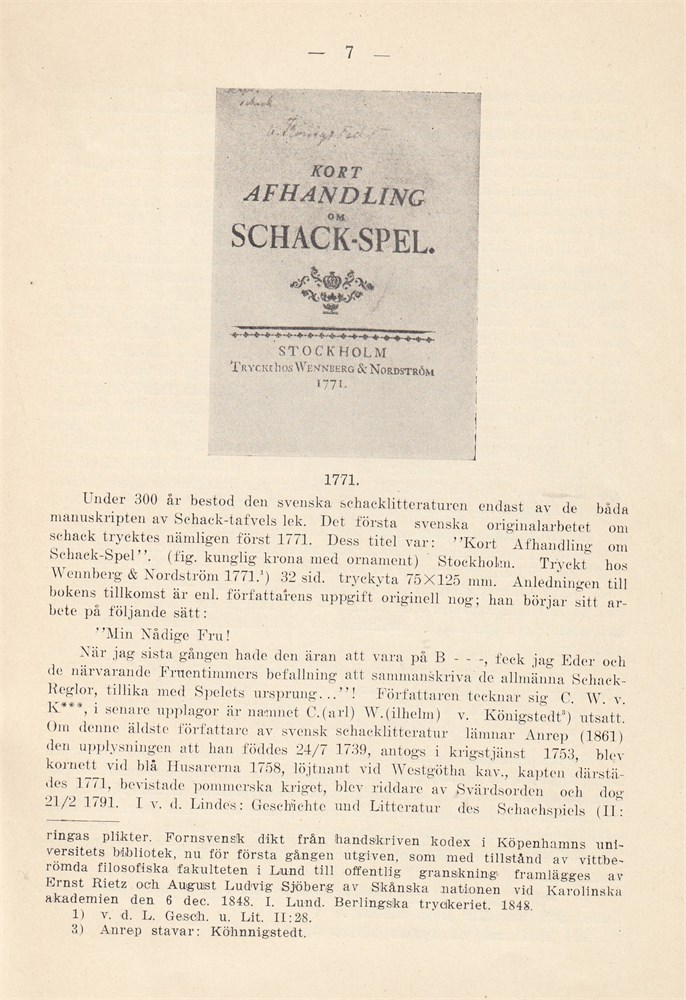 — 7 —
v. Königstedt
KORT
AFHANDLING
OM
SCHACK-SPEL.
STOCKHOLM
TRYCKT hos WENNBERG & NORDSTRÖM
1771.
1771.
Under 300 år bestod den svenska schacklitteraturen endast av de båda
manuskripten av Schack-tafvels lek. Det första svenska originalarbetet om
schack trycktes nämligen först 1771. Dess titel var: ''Kort Afhandling om
Schack-Spel''. (fig. kunglig krona med ornament) Stockholm. Tryckt hos
Wennberg & Nordström 1771.¹) 32 sid. tryckyta 75×125 mm. Anledningen till
bokens tillkomst är enl. författarens uppgift originell nog; han börjar sitt ar-
bete på följande sätt:
''Min Nådige Fru!
När jag sista gången hade den äran att vara på B - - -, feck jag Eder och
de närvarande Fruentimmers befallning att sammanskriva de allmänna Schack-
Reglor, tillika med Spelets ursprung...''! Författaren tecknar sig C. W. v.
K***, i senare upplagor är namnet C.(arl) W.(ilhelm) v. Königstedt³) utsatt.
Om denne äldste författare av svensk schacklitteratur lämnar Anrep (1861)
den upplysningen att han föddes 24/7 1739, antogs i krigstjänst 1753, blev
kornett vid blå Husarerna 1758, löjtnant vid Westgötha kav., kapten därstä-
des 1771, bevistade pommerska kriget, blev riddare av Svärdsorden och dog
21/2 1791. I v. d. Lindes: Geschichte und Litteratur des Schachspiels (II:
ringas plikter. Fornsvensk dikt från handskriven kodex i Köpenhamns uni-
versitets bibliotek, nu för första gången utgiven, som med tillstånd av vittbe-
römda filosofiska fakulteten i Lund till offentlig granskning framlägges av
Ernst Rietz och August Ludvig Sjöberg av Skånska nationen vid Karolinska
akademien den 6 dec. 1848. I. Lund. Berlingska tryckeriet. 1848.
1) v. d. L. Gesch. u. Lit. II:28.
3) Anrep stavar: Köhnnigstedt.